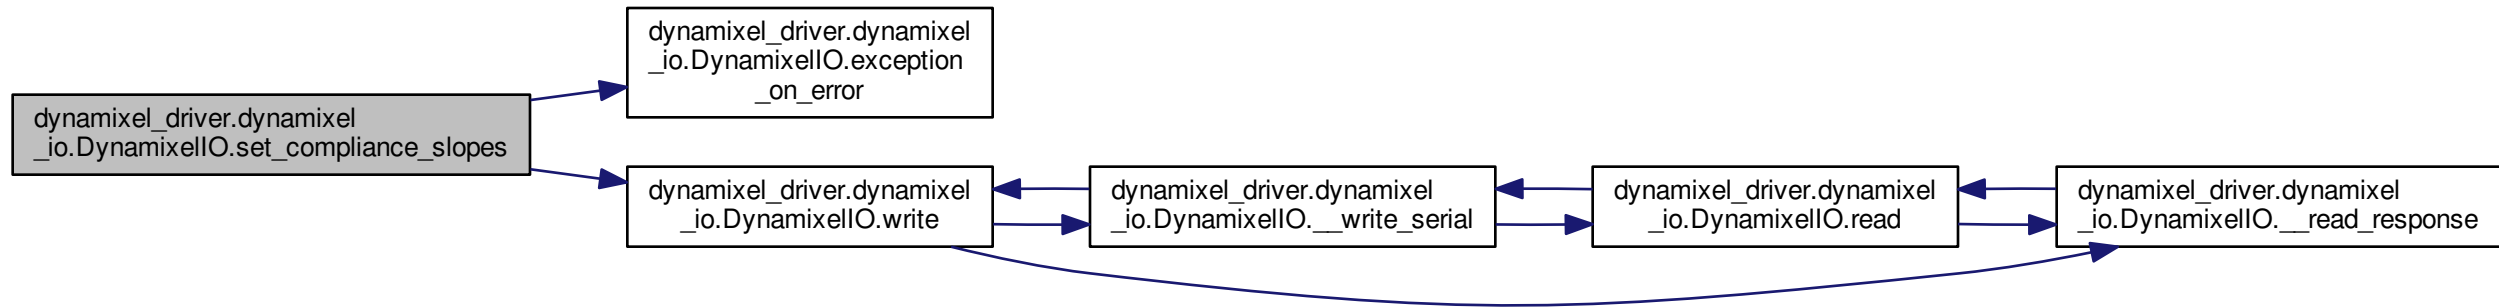 dynamixel_driver.dynamixel
_io.DynamixelIO.exception
_on_error
dynamixel_driver.dynamixel
_io.DynamixelIO.set_compliance_slopes
dynamixel_driver.dynamixel
_io.DynamixelIO.write
dynamixel_driver.dynamixel
_io.DynamixelIO.__write_serial
dynamixel_driver.dynamixel
_io.DynamixelIO.read
dynamixel_driver.dynamixel
_io.DynamixelIO.__read_response